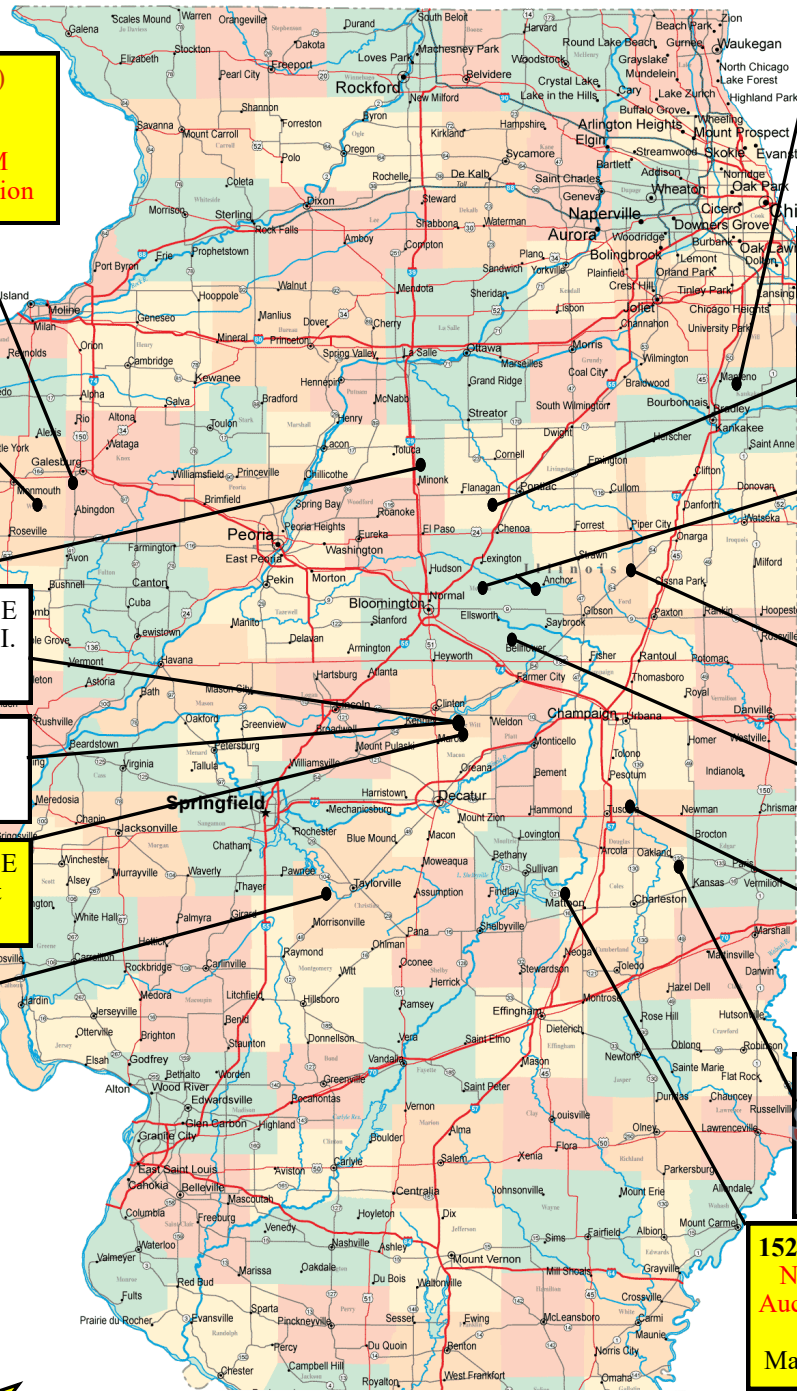 South Beloit
Scales Mound
Warren
Orangeville
Durand
Harvard
Zion
Beach Park
Galena
Dakota
Machesney Park
Round Lake Beach
Gurnee
Waukegan
Stockton
Loves Park
Elizabeth
Freeport
Woodstock
Grayslake
North Chicago
Pearl City
Belvidere
Crystal Lake
Mundelein
Lake Forest
Rockford
Lake in the Hills
Cary
Lake Zurich
Highland Park
New Milford
Buffalo Grove
Shannon
Byron
Hampshire
Wheeling
Savanna
Forreston
Kirkland
Arlington Heights
Mount Prospect
Mount Carroll
Oregon
Elgin
Streamwood
Skokie
Evanst
Polo
Sycamore
Bartlett
Norridge
Coleta
Rochelle
De Kalb
Saint Charles
Addison
Oak Park
Dixon
Geneva
Wheaton
Morrison
Sterling
Steward
Cicero
Chi
Rock Falls
Shabbona
Waterman
Naperville
Downers Grove
Prophetstown
Amboy
Compton
Aurora
Woodridge
Burbank
Oak Law
Erie
Plano
Bolingbrook
Lemont
Dolton
Port Byron
Sandwich
Yorkville
Plainfield
Orland Park
Walnut
Mendota
Crest Hill
Tinley Park
Lansing
Island
Hooppole
Sheridan
Moline
Manlius
Lisbon
Joliet
Chicago Heights
Milan
Geneseo
Dover
Cherry
Channahon
University Park
Mineral
Princeton
Ottawa
Morris
Reynolds
Orion
Spring Valley
La Salle
Marseilles
Wilmington
Cambridge
Coal City
Manteno
Kewanee
Hennepin
Grand Ridge
Braidwood
Alpha
Bradford
McNabb
Bourbonnais
Bradley
Rio
Altona
Galva
Henry
Streator
South Wilmington
Kankakee
Alexis
Toulon
Dwight
Herscher
Saint Anne
tle York
Wataga
Lacon
Toluca
Cornell
Galesburg
Emington
Clifton
Monmouth
Williamsfield
Princeville
Chillicothe
Minonk
Flanagan
Pontiac
Cullom
Donovan
Abingdon
Brimfield
Spring Bay
Danforth
Roseville
Roanoke
Watseka
Peoria
Peoria Heights
Eureka
El Paso
Chenoa
Forrest
Piper City
Onarga
Avon
Farmington
East Peoria
Washington
Lexington
Strawn
Milford
Bushnell
Canton
Pekin
Morton
Hudson
Illinois
Anchor
Cissna Park
Cuba
Bloomington
Normal
Manito
Stanford
Ellsworth
Gibson
Paxton
Rankin
Hoopest
Lewistown
Delavan
Saybrook
Rossville
Vermont
Armington
Heyworth
Bellflower
Fisher
Rantoul
Potomac
Astoria
Havana
Atlanta
Farmer City
Thomasboro
Bath
Mason City
Hartsburg
Royal
Rushville
Oakford
Greenview
Lincoln
Clinton
Weldon
Champaign
Urbana
Danville
Beardstown
Petersburg
Broadwell
Mount Pulaski
Monticello
Homer
Westville
Virginia
Tallula
Williamsville
Oreana
Tolono
Bement
Pesotum
Indianola
Meredosia
Springfield
Harristown
Decatur
Mechanicsburg
Mount Zion
Hammond
Newman
Chrisman
Chapin
Rochester
Jacksonville
Macon
Lovington
Brocton
Chatham
Blue Mound
Arcola
Winchester
Moweaqua
Bethany
Sullivan
Oakland
Paris
Alsey
Murrayville
Waverly
Pawnee
Taylorville
Assumption
Findlay
Kansas
Vermilion
White Hall
Palmyra
Thayer
Mattoon
Charleston
Girard
Morrisonville
Shelbyville
Hettick
Pana
Marshall
Carrollton
Raymond
Ohlman
Neoga
Rockbridge
Carlinville
Witt
Oconee
Stewardson
Toledo
Martinsville
Herrick
Darwin
Medora
Litchfield
Hillsboro
Montrose
Hazel Dell
Hardin
Jerseyville
Ramsey
Effingham
Rose Hill
Hutsonville
Benld
Otterville
Donnellson
Dieterich
Oblong
Robinson
Brighton
Staunton
Vera
Saint Elmo
Newton
Elsah
Godfrey
Vandalia
Mason
Sainte Marie
Bethalto
Worden
Greenville
Flat Rock
Alton
Wood River
Saint Peter
Edwardsville
Pocahontas
Dundas
Chauncey
Russellvill
Glen Carbon
Vernon
Louisville
Granite City
Highland
Boulder
Alma
Olney
Lawrenceville
Flora
East Saint Louis
Aviston
Carlyle
Salem
Xenia
Parkersburg
Cahokia
Belleville
Mascoutah
Centralia
Johnsonville
Mount Erie
Allendale
Columbia
Freeburg
Hoyleton
Dix
Venedy
Sims
Fairfield
Albion
Mount Carmel
Waterloo
Nashville
Ashley
Mount Vernon
Valmeyer
Marissa
Oakdale
Mill Shoals
Grayville
Red Bud
Du Bois
Waltonville
Crossville
Fults
Sparta
Sesser
Ewing
McLeansboro
Carmi
Prairie du Rocher
Evansville
Pinckneyville
Maunie
Percy
Du Quoin
Benton
Norris City
Chester
Campbell Hill
Royalton
West Frankfort
Omaha
)
M
ion
E
I.
E
t
152
N
Auc
Ma